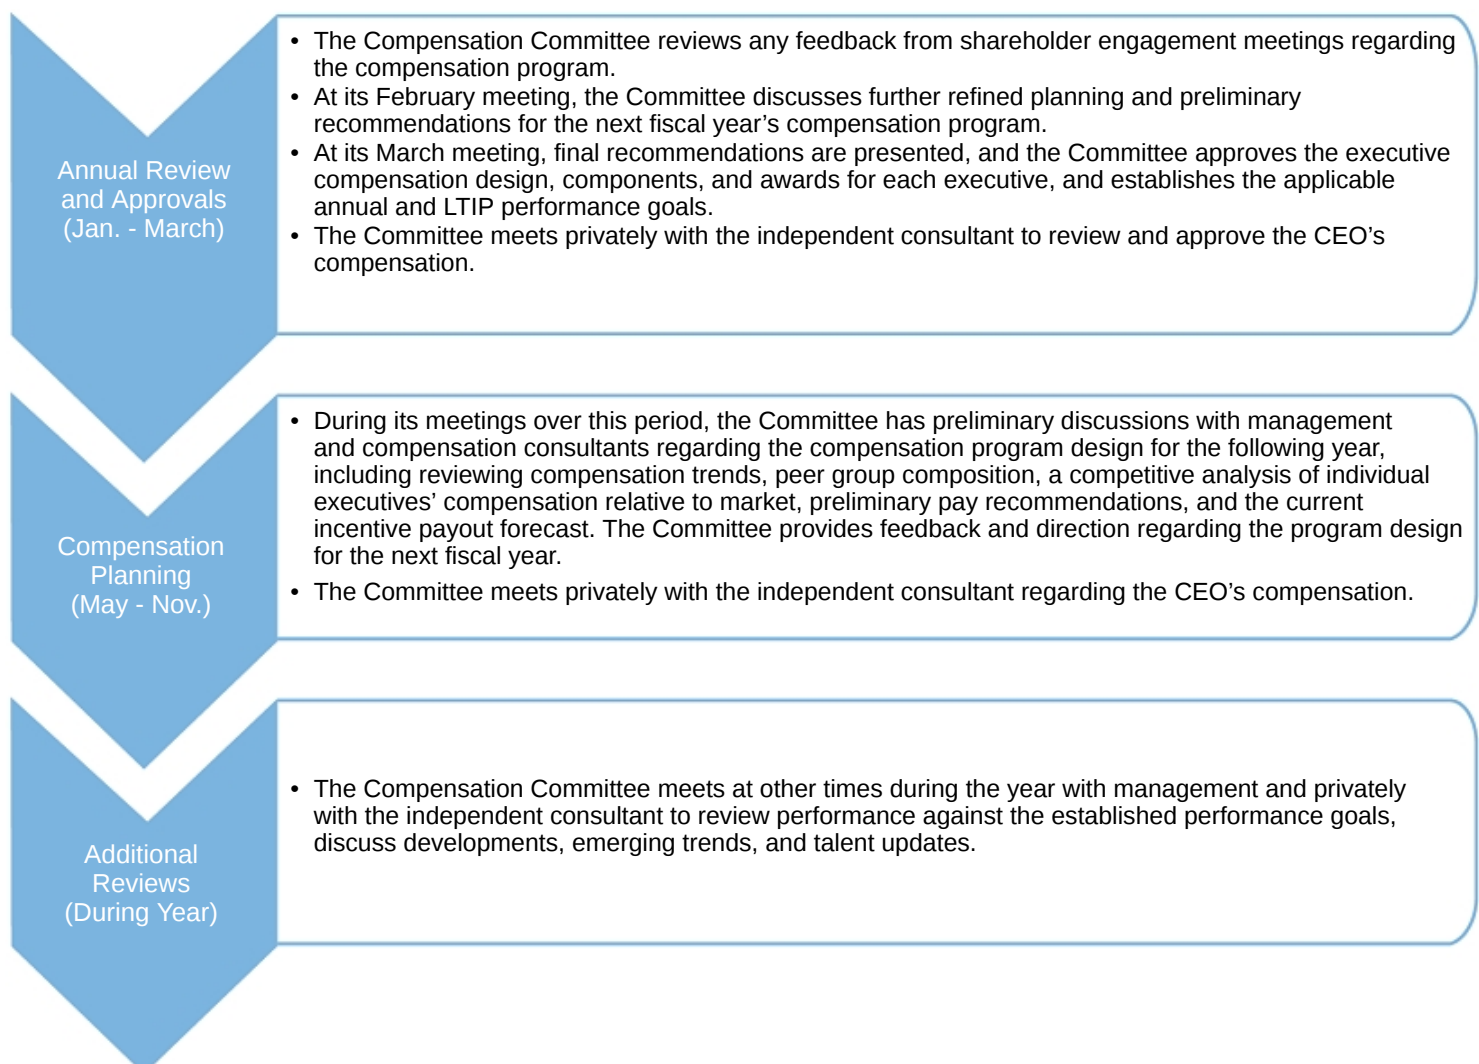 Annual Review
and Approvals
(Jan. - March)
• The Compensation Committee reviews any feedback from shareholder engagement meetings regarding
the compensation program.
• At its February meeting, the Committee discusses further refined planning and preliminary
recommendations for the next fiscal year’s compensation program.
• At its March meeting, final recommendations are presented, and the Committee approves the executive
compensation design, components, and awards for each executive, and establishes the applicable
annual and LTIP performance goals.
• The Committee meets privately with the independent consultant to review and approve the CEO’s
compensation.
Compensation
Planning
(May - Nov.)
• During its meetings over this period, the Committee has preliminary discussions with management
and compensation consultants regarding the compensation program design for the following year,
including reviewing compensation trends, peer group composition, a competitive analysis of individual
executives’ compensation relative to market, preliminary pay recommendations, and the current
incentive payout forecast. The Committee provides feedback and direction regarding the program design
for the next fiscal year.
• The Committee meets privately with the independent consultant regarding the CEO’s compensation.
Additional
Reviews
(During Year)
• The Compensation Committee meets at other times during the year with management and privately
with the independent consultant to review performance against the established performance goals,
discuss developments, emerging trends, and talent updates.